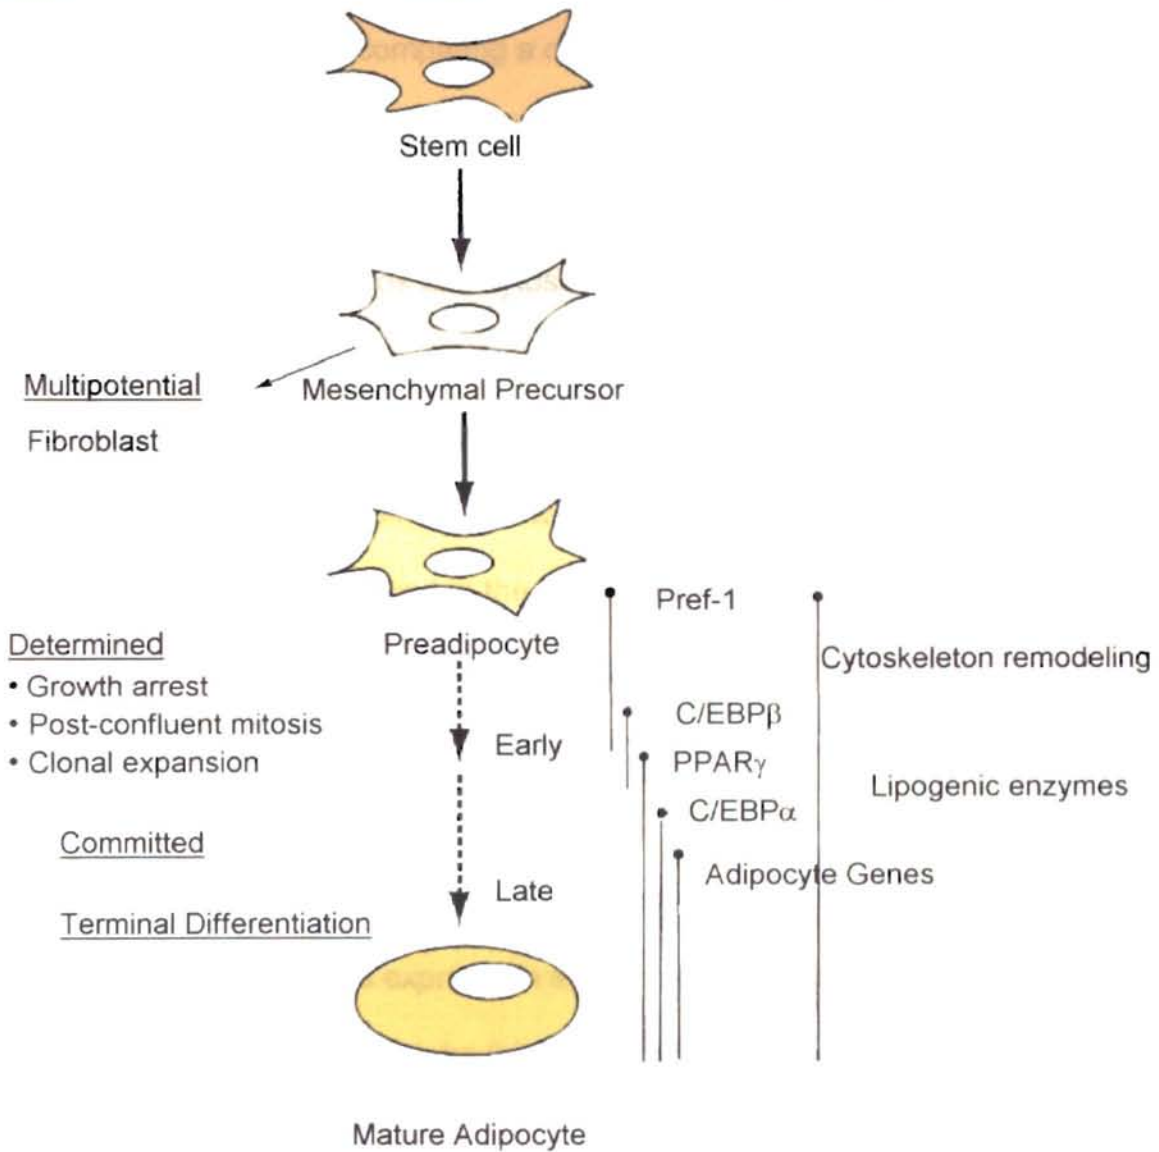 Stem cell
Multipotential
Mesenchymal Precursor
Fibroblast
Pref-1
Determined
Preadipocyte
Cytoskeleton remodeling
• Growth arrest
• Post-confluent mitosis
C/EBPβ
• Clonal expansion
Early
PPARγ
Lipogenic enzymes
C/EBPα
Committed
Adipocyte Genes
Late
Terminal Differentiation
Mature Adipocyte